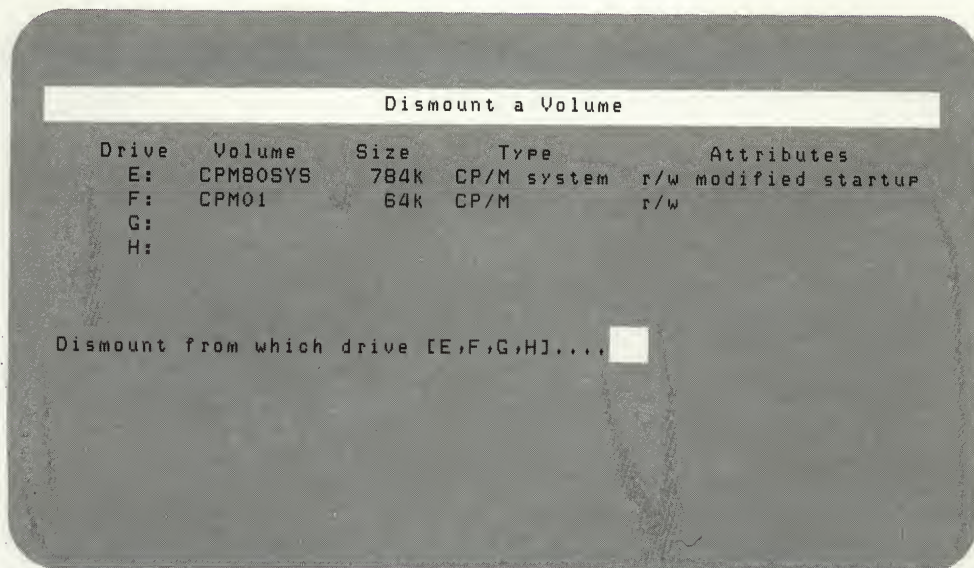 Dismount a Volume
Drive Volume Size Type Attributes
E: CPM80SYS 784K CP/M system r/w modified startup
F: CPM01 64K CP/M r/w
G:
H:
Dismount from which drive [E,F,G,H]....